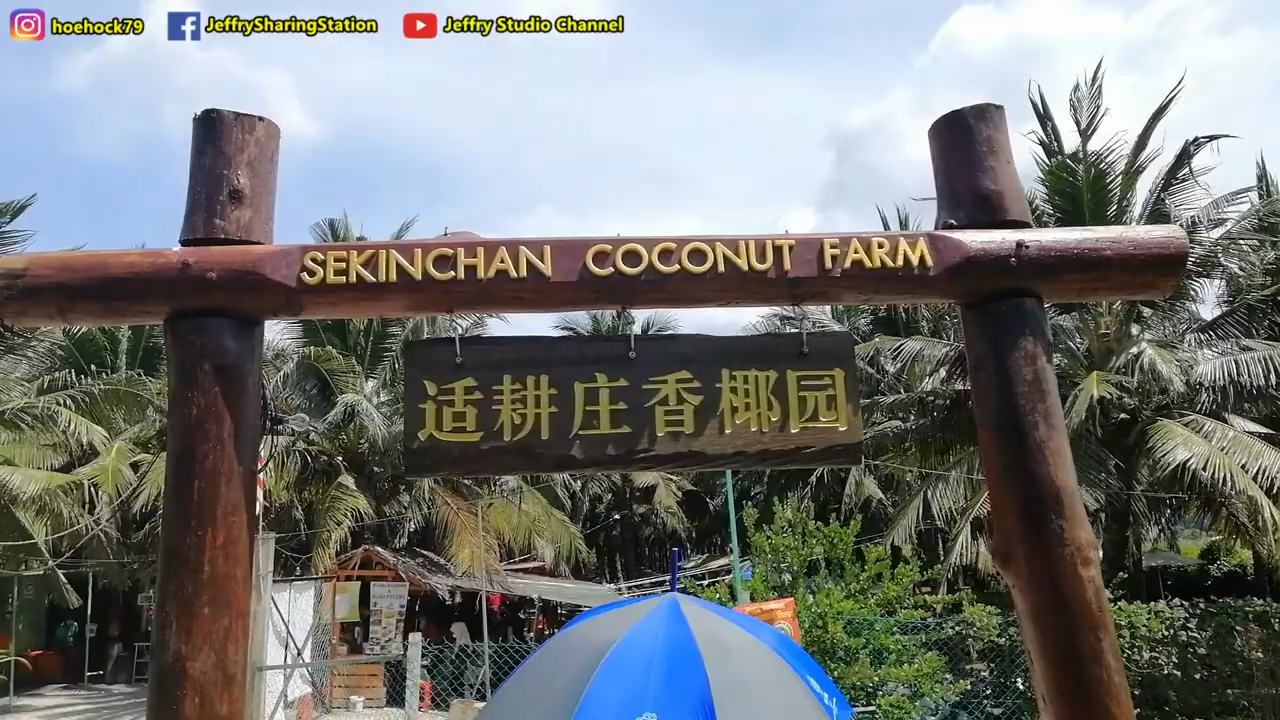 hoehock79 JeffrySharingStation Jeffry Studio Channel
SEKINCHAN COCONUT FARM
适耕庄香椰园